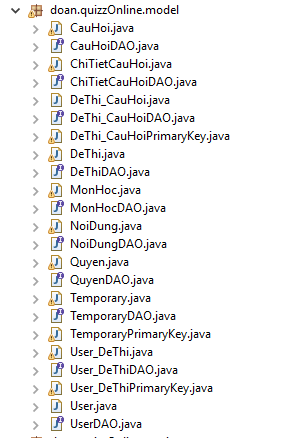 doan.quizzOnline.model
CauHoi.java
CauHoiDAO.java
ChiTietCauHoi.java
ChiTietCauHoiDAO.java
DeThi_CauHoi.java
DeThi_CauHoiDAO.java
DeThi_CauHoiPrimaryKey.java
DeThi.java
DeThiDAO.java
MonHoc.java
MonHocDAO.java
NoiDung.java
NoiDungDAO.java
Quyen.java
QuyenDAO.java
Temporary.java
TemporaryDAO.java
TemporaryPrimaryKey.java
User_DeThi.java
User_DeThiDAO.java
User_DeThiPrimaryKey.java
User.java
UserDAO.java